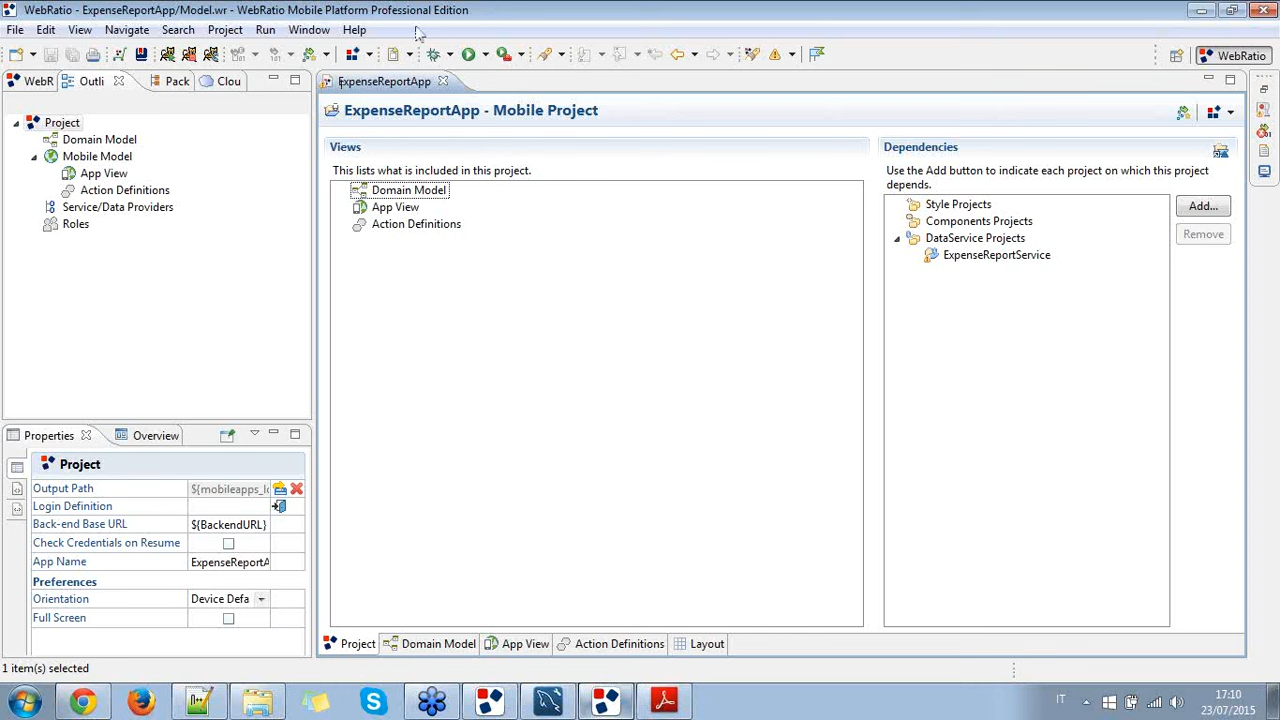 WebRatio - ExpenseReportApp/Model.wr - WebRatio Mobile Platform Professional Edition
File Edit View Navigate Search Project Run Window Help
WebRatio
WebR Outli Pack Clou
ExpenseReportApp
Project
Domain Model
Mobile Model
App View
Action Definitions
Service/Data Providers
Roles
ExpenseReportApp - Mobile Project
Views
This lists what is included in this project.
Domain Model
App View
Action Definitions
Dependencies
Use the Add button to indicate each project on which this project
depends.
Style Projects
Components Projects
DataService Projects
ExpenseReportService
Add...
Remove
Properties Overview
Project
Output Path ${mobileapps_lo
Login Definition
Back-end Base URL ${BackendURL}
Check Credentials on Resume
App Name ExpenseReportA
Preferences
Orientation Device Defa
Full Screen
Project Domain Model App View Action Definitions Layout
1 item(s) selected
IT
17:10
23/07/2015